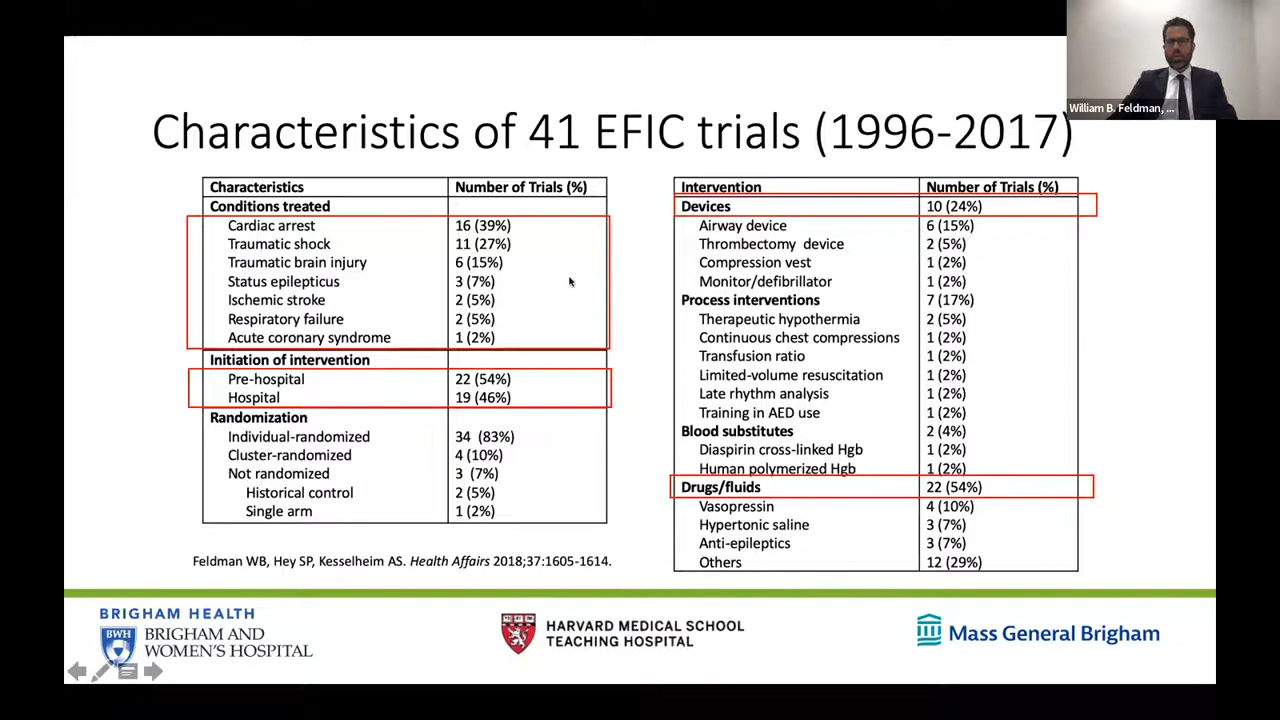 William B. Feldman, ...
Characteristics of 41 EFIC trials (1996-2017)
Characteristics Number of Trials (%)
Conditions treated
Cardiac arrest 16 (39%)
Traumatic shock 11 (27%)
Traumatic brain injury 6 (15%)
Status epilepticus 3 (7%)
Ischemic stroke 2 (5%)
Respiratory failure 2 (5%)
Acute coronary syndrome 1 (2%)
Initiation of intervention
Pre-hospital 22 (54%)
Hospital 19 (46%)
Randomization
Individual-randomized 34 (83%)
Cluster-randomized 4 (10%)
Not randomized 3 (7%)
Historical control 2 (5%)
Single arm 1 (2%)
Feldman WB, Hey SP, Kesselheim AS. Health Affairs 2018;37:1605-1614.
Intervention Number of Trials (%)
Devices 10 (24%)
Airway device 6 (15%)
Thrombectomy device 2 (5%)
Compression vest 1 (2%)
Monitor/defibrillator 1 (2%)
Process interventions 7 (17%)
Therapeutic hypothermia 2 (5%)
Continuous chest compressions 1 (2%)
Transfusion ratio 1 (2%)
Limited-volume resuscitation 1 (2%)
Late rhythm analysis 1 (2%)
Training in AED use 1 (2%)
Blood substitutes 2 (4%)
Diaspirin cross-linked Hgb 1 (2%)
Human polymerized Hgb 1 (2%)
Drugs/fluids 22 (54%)
Vasopressin 4 (10%)
Hypertonic saline 3 (7%)
Anti-epileptics 3 (7%)
Others 12 (29%)
BRIGHAM HEALTH
BWH
BRIGHAM AND
WOMEN'S HOSPITAL
HARVARD MEDICAL SCHOOL
TEACHING HOSPITAL
Mass General Brigham